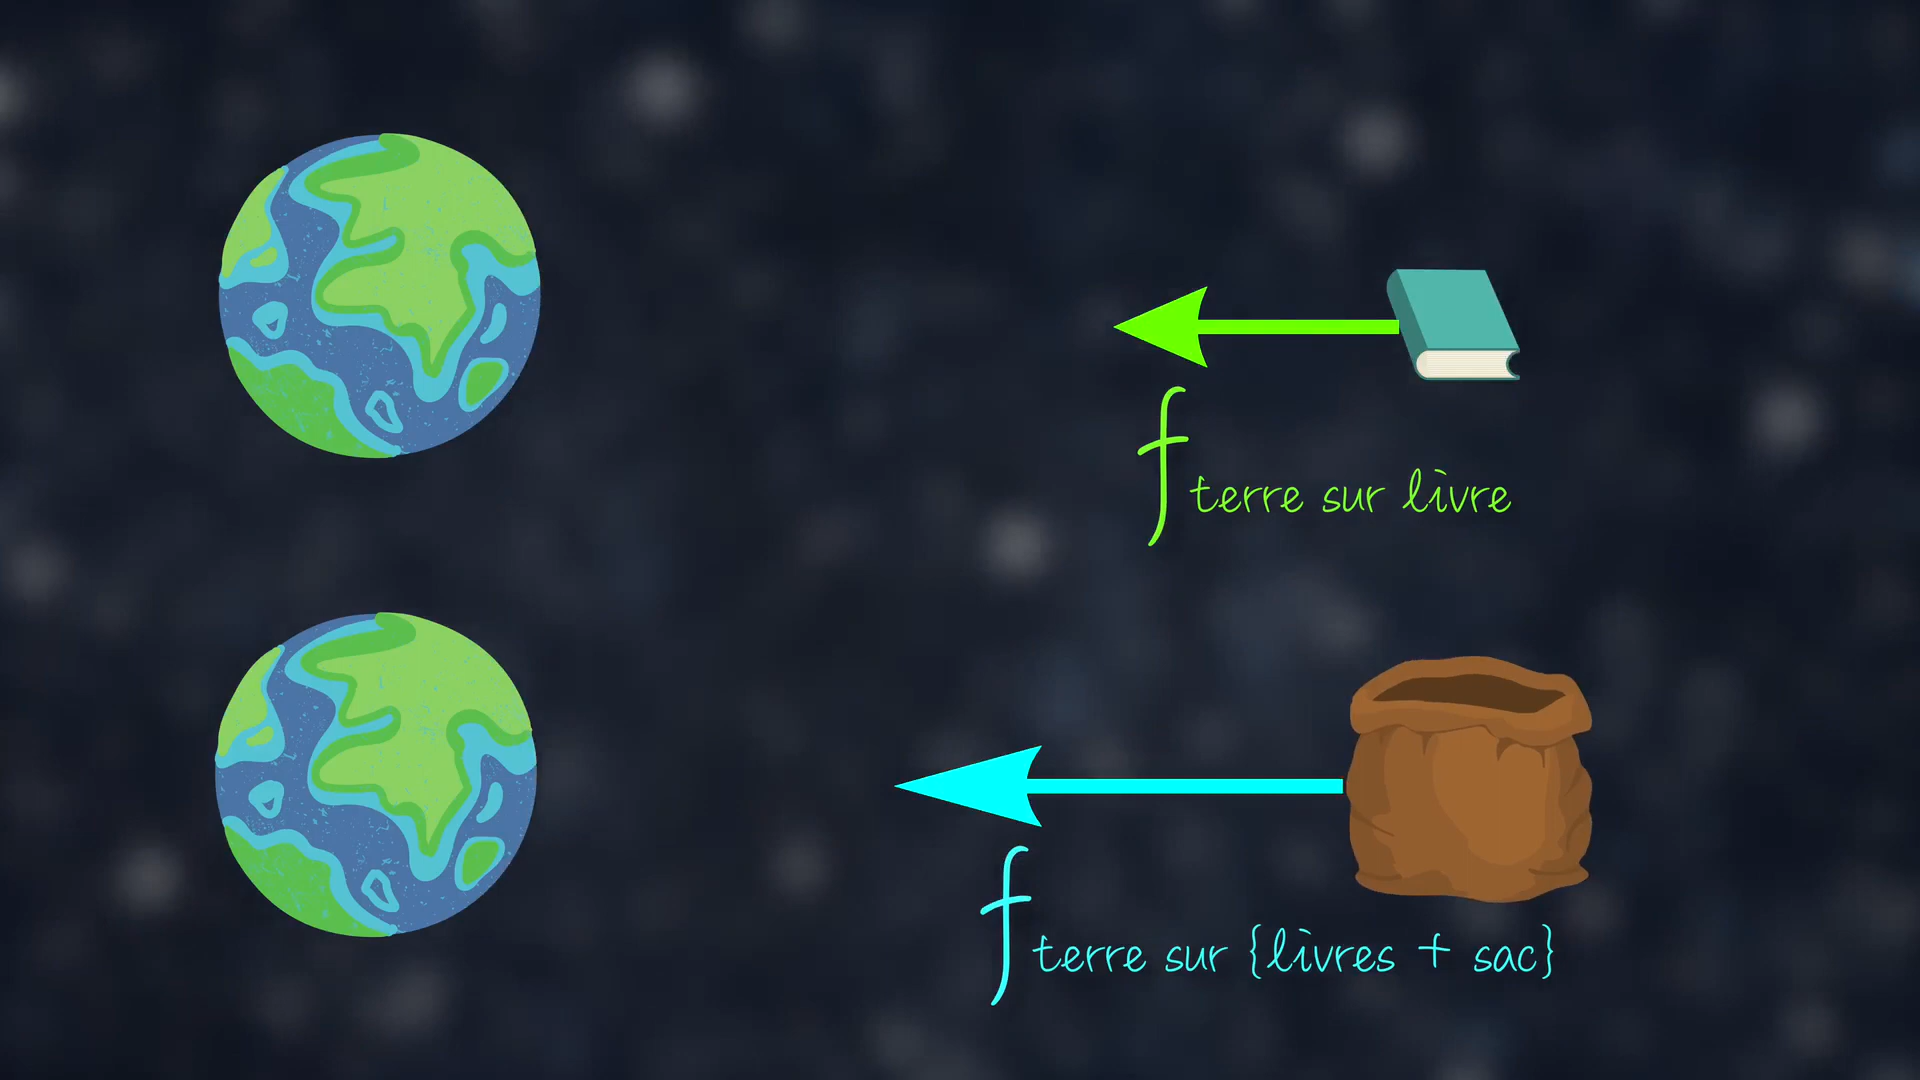 f terre sur livre
f terre sur {livres + sac}